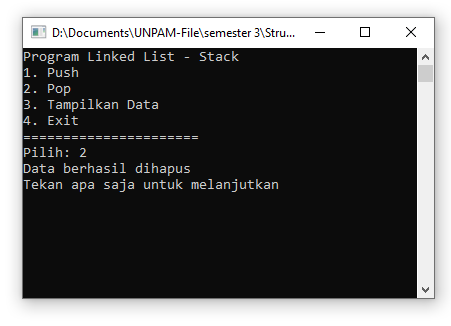 D:\Documents\UNPAM-File\semester 3\Stru...
Program Linked List - Stack
1. Push
2. Pop
3. Tampilkan Data
4. Exit
======================
Pilih: 2
Data berhasil dihapus
Tekan apa saja untuk melanjutkan